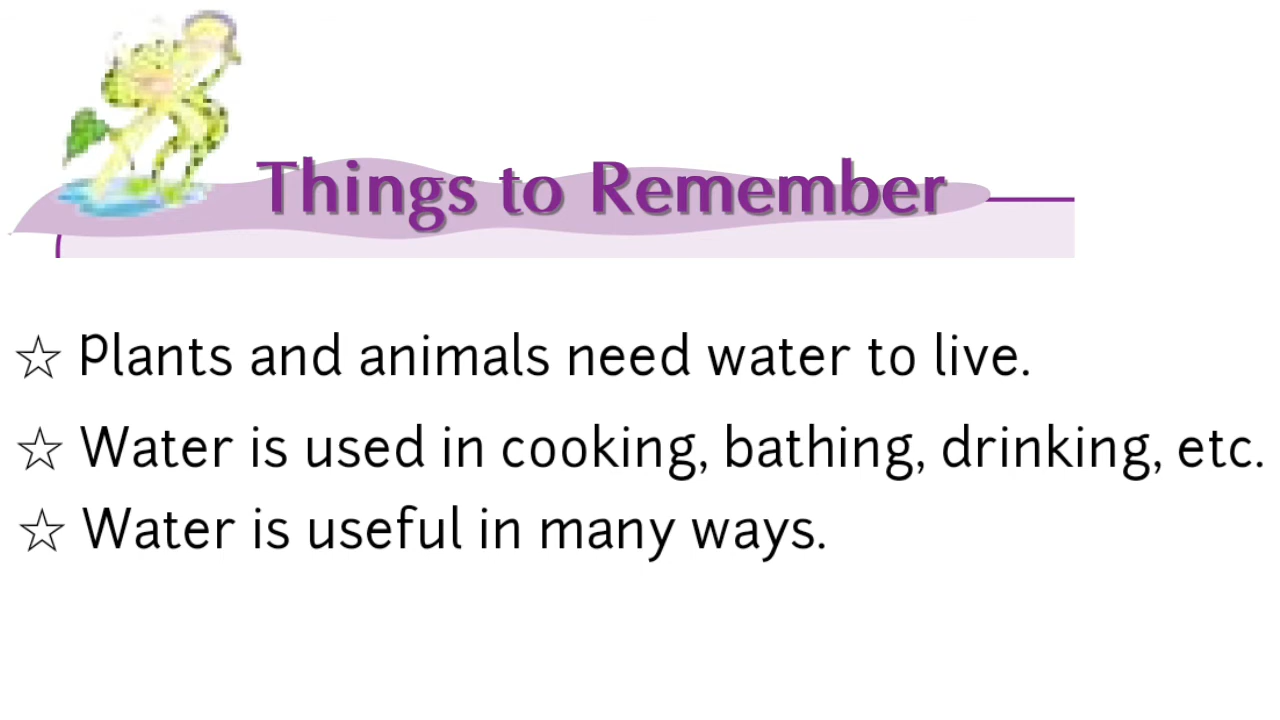 Things to Remember
☆ Plants and animals need water to live.
☆ Water is used in cooking, bathing, drinking, etc.
☆ Water is useful in many ways.